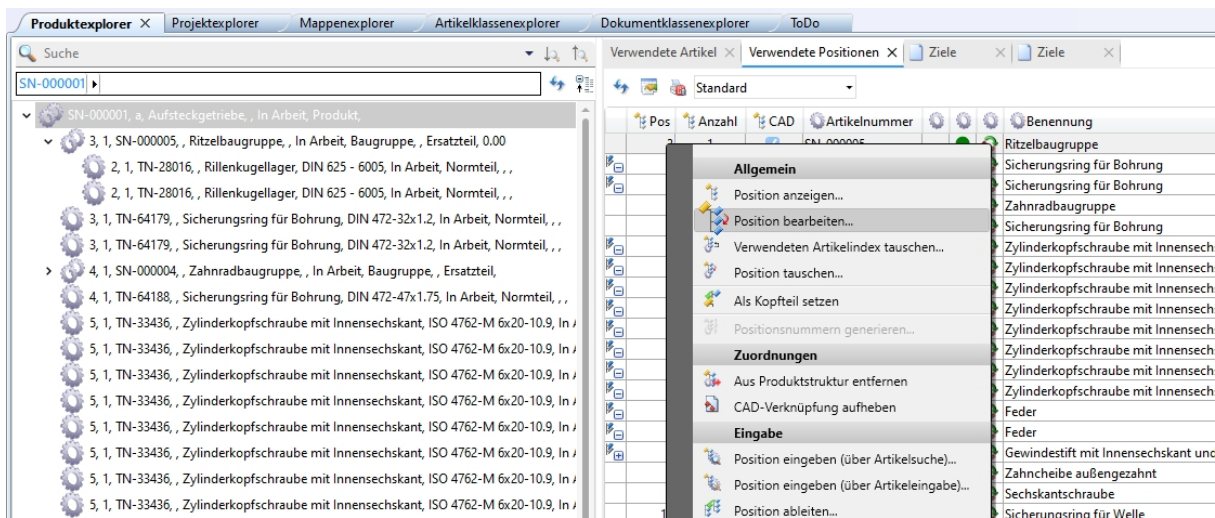 Produktexplorer Projektexplorer Mappenexplorer Artikelklassenexplorer Dokumentklassenexplorer ToDo
Suche
SN-000001
SN-000001, a, Aufsteckgetriebe, , In Arbeit, Produkt,
3, 1, SN-000005, , Ritzelbaugruppe, , In Arbeit, Baugruppe, , Ersatzteil, 0.00
2, 1, TN-28016, , Rillenkugellager, DIN 625 - 6005, In Arbeit, Normteil, , ,
2, 1, TN-28016, , Rillenkugellager, DIN 625 - 6005, In Arbeit, Normteil, , ,
3, 1, TN-64179, , Sicherungsring für Bohrung, DIN 472-32x1.2, In Arbeit, Normteil, , ,
3, 1, TN-64179, , Sicherungsring für Bohrung, DIN 472-32x1.2, In Arbeit, Normteil, , ,
4, 1, SN-000004, , Zahnradbaugruppe, , In Arbeit, Baugruppe, , Ersatzteil,
4, 1, TN-64188, , Sicherungsring für Bohrung, DIN 472-47x1.75, In Arbeit, Normteil, , ,
5, 1, TN-33436, , Zylinderkopfschraube mit Innensechskant, ISO 4762-M 6x20-10.9, In
5, 1, TN-33436, , Zylinderkopfschraube mit Innensechskant, ISO 4762-M 6x20-10.9, In
5, 1, TN-33436, , Zylinderkopfschraube mit Innensechskant, ISO 4762-M 6x20-10.9, In
5, 1, TN-33436, , Zylinderkopfschraube mit Innensechskant, ISO 4762-M 6x20-10.9, In
5, 1, TN-33436, , Zylinderkopfschraube mit Innensechskant, ISO 4762-M 6x20-10.9, In
5, 1, TN-33436, , Zylinderkopfschraube mit Innensechskant, ISO 4762-M 6x20-10.9, In
5, 1, TN-33436, , Zylinderkopfschraube mit Innensechskant, ISO 4762-M 6x20-10.9, In
5, 1, TN-33436, , Zylinderkopfschraube mit Innensechskant, ISO 4762-M 6x20-10.9, In
Verwendete Artikel Verwendete Positionen Ziele Ziele
Standard
Pos Anzahl CAD Artikelnummer Benennung
Allgemein
Position anzeigen...
Position bearbeiten...
Verwendeten Artikelindex tauschen...
Position tauschen...
Als Kopfteil setzen
Positionsnummern generieren...
Zuordnungen
Aus Produktstruktur entfernen
CAD-Verknüpfung aufheben
Eingabe
Position eingeben (über Artikelsuche)...
Position eingeben (über Artikeleingabe)...
Position ableiten...
Ritzelbaugruppe
Sicherungsring für Bohrung
Sicherungsring für Bohrung
Zahnradbaugruppe
Sicherungsring für Bohrung
Zylinderkopfschraube mit Innensech
Zylinderkopfschraube mit Innensech
Zylinderkopfschraube mit Innensech
Zylinderkopfschraube mit Innensech
Zylinderkopfschraube mit Innensech
Zylinderkopfschraube mit Innensech
Zylinderkopfschraube mit Innensech
Zylinderkopfschraube mit Innensech
Feder
Feder
Gewindestift mit Innensechskant und
Zahncheibe außengezahnt
Sechskantschraube
Sicherungsring für Welle